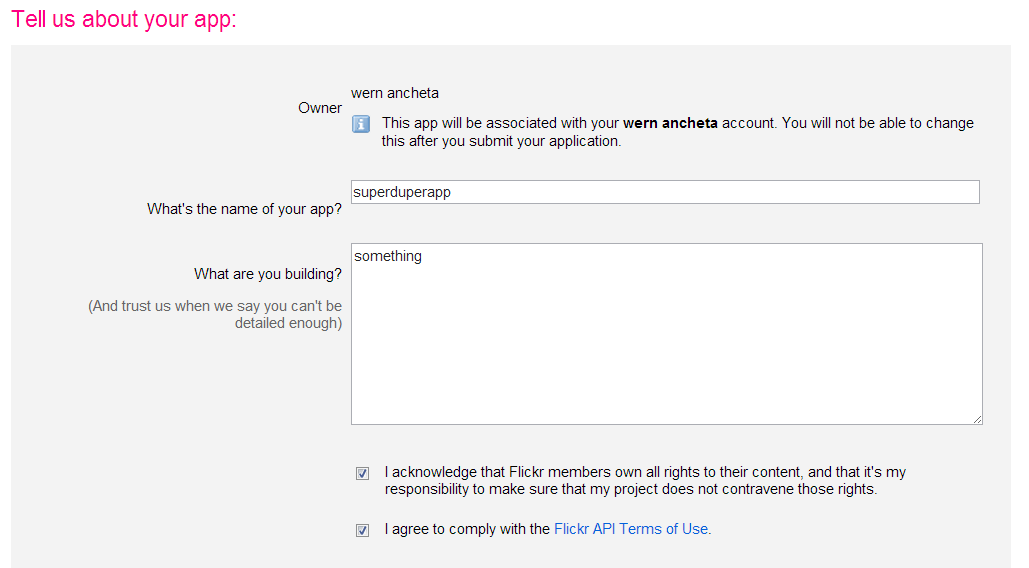 Tell us about your app:
wern ancheta
Owner
This app will be associated with your wern ancheta account. You will not be able to change
this after you submit your application.
superduperapp
What's the name of your app?
something
What are you building?
(And trust us when we say you can't be
detailed enough)
I acknowledge that Flickr members own all rights to their content, and that it's my
responsibility to make sure that my project does not contravene those rights.
I agree to comply with the Flickr API Terms of Use.